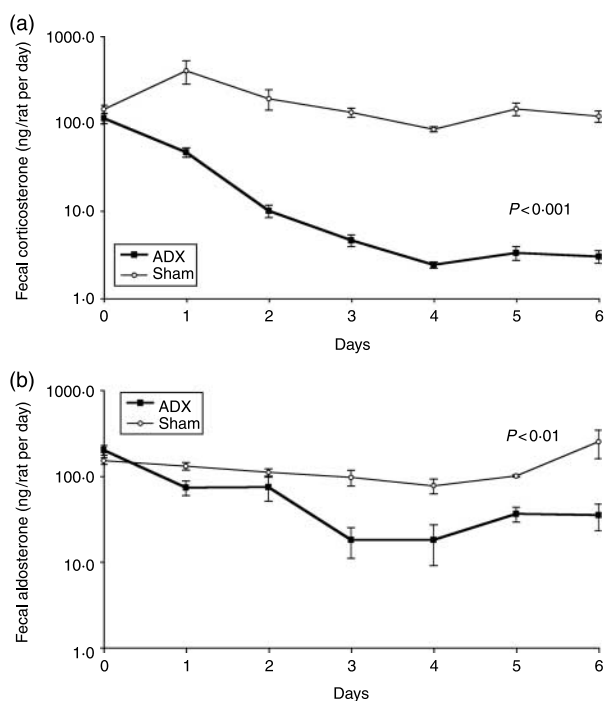 (a)
Fecal corticosterone (ng/rat per day)
1000·0
100·0
10·0
1·0
P<0·001
ADX
Sham
0 1 2 3 4 5 6
Days
(b)
Fecal aldosterone (ng/rat per day)
1000·0
100·0
10·0
1·0
ADX
Sham
P<0·01
0 1 2 3 4 5 6
Days